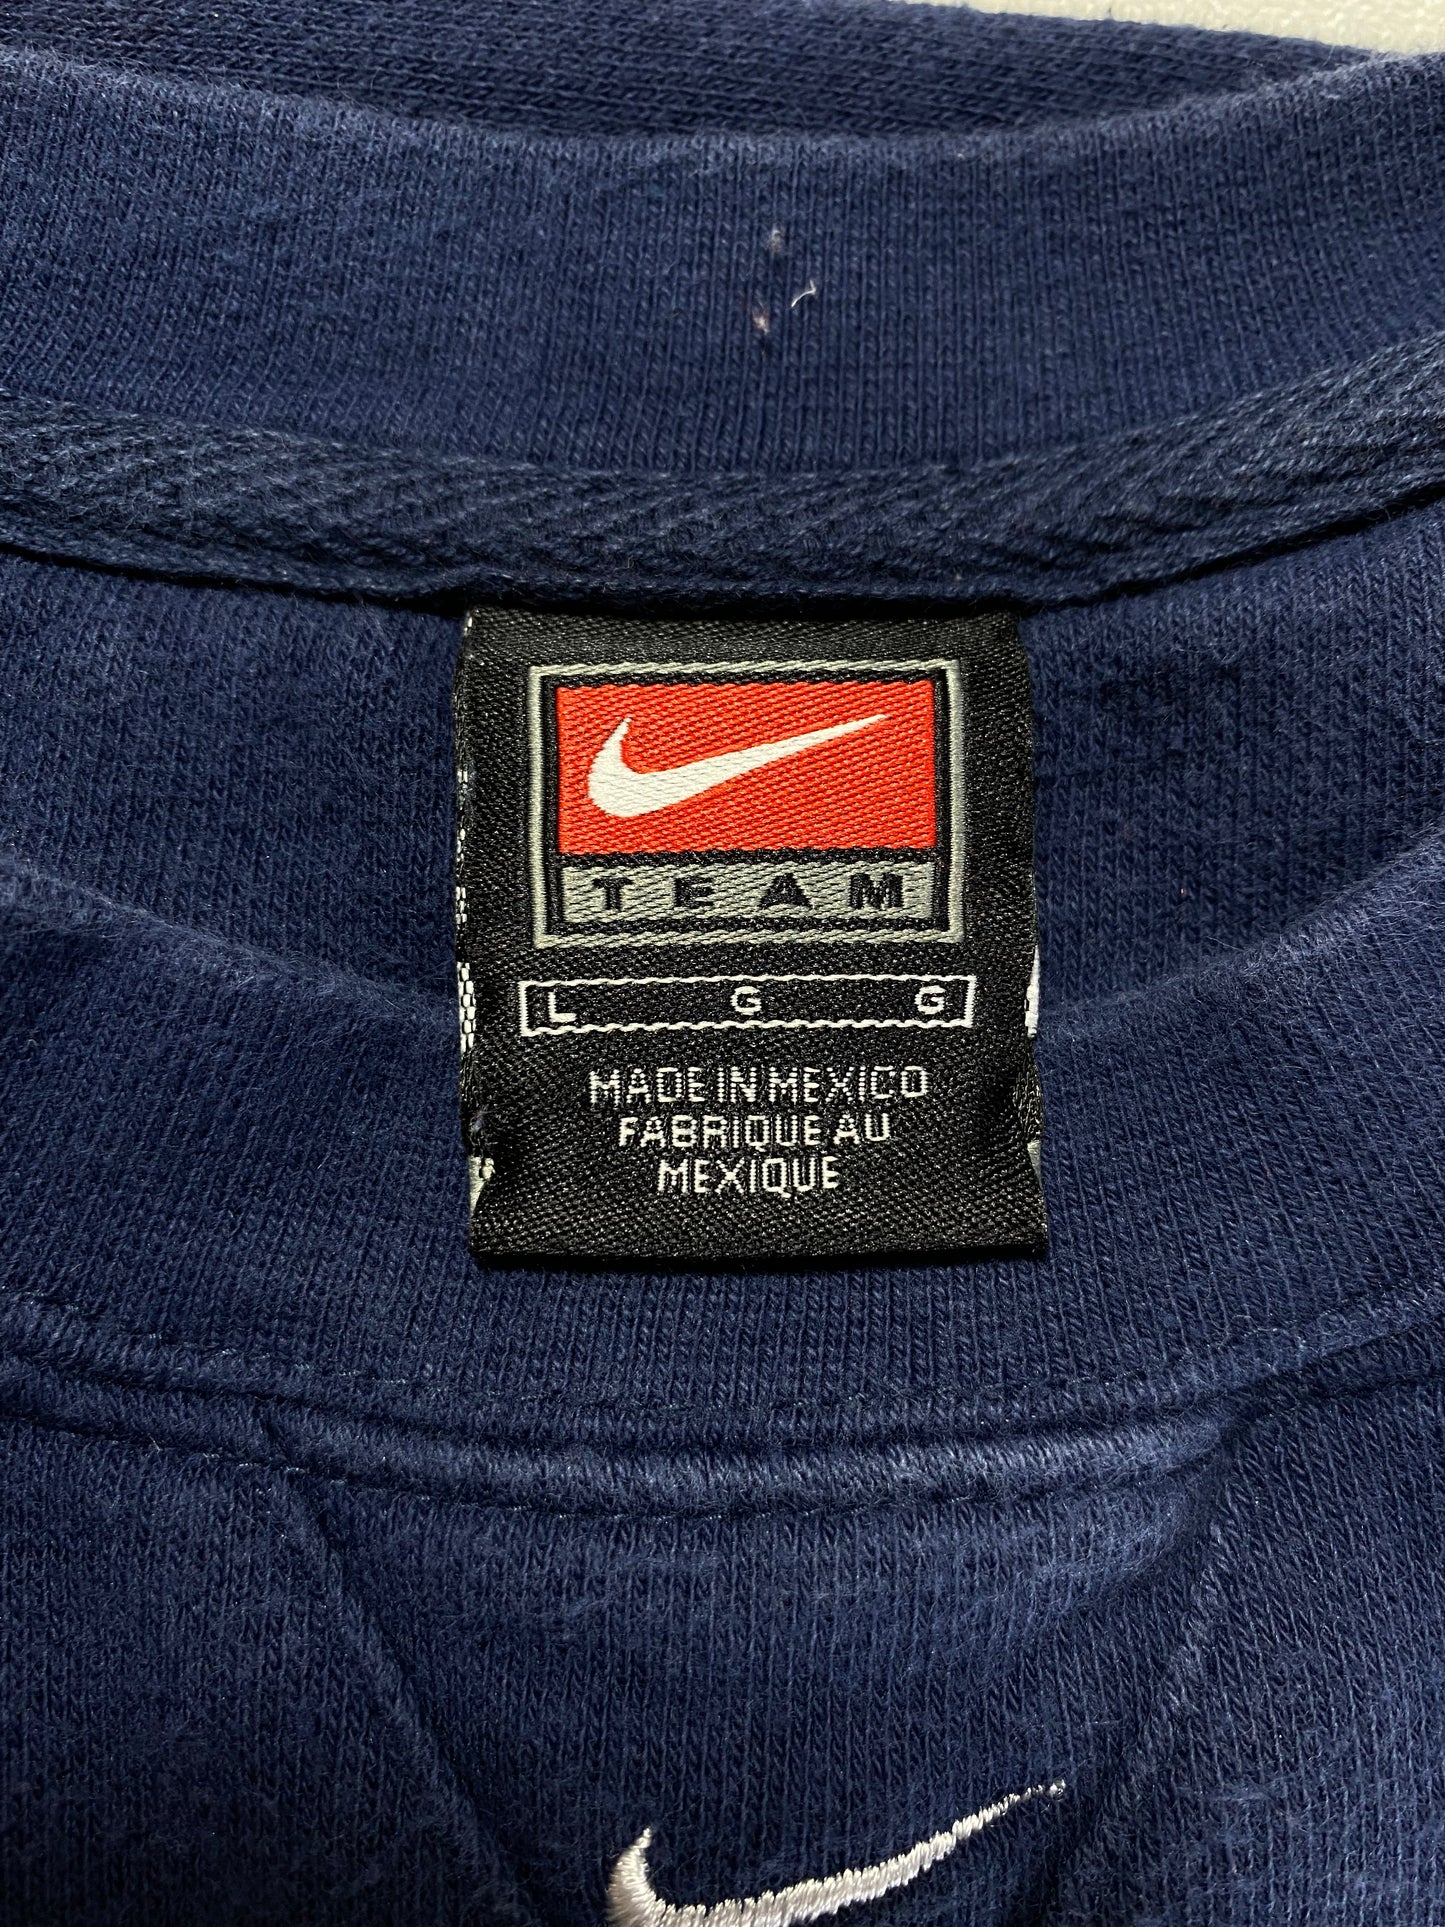 TEAM
L G G
MADE IN MEXICO
FABRIQUE AU
MEXIQUE